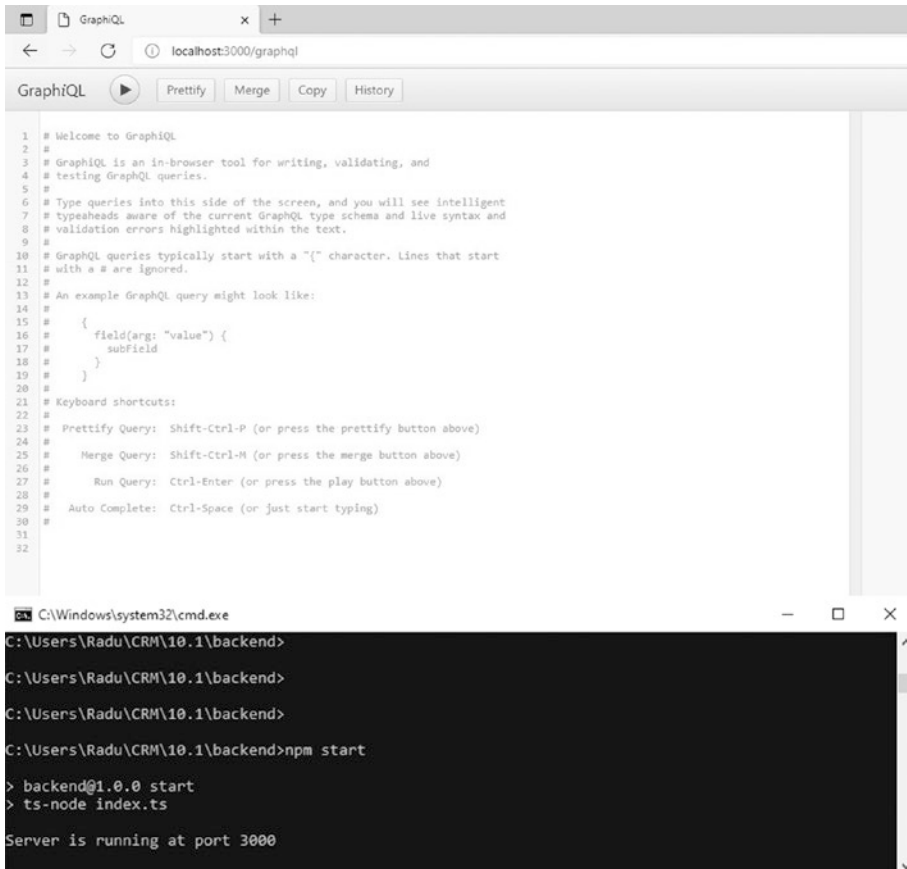 GraphiQL
localhost:3000/graphql
GraphiQL Prettify Merge Copy History
1 # Welcome to GraphiQL
2 #
3 # GraphiQL is an in-browser tool for writing, validating, and
4 # testing GraphQL queries.
5 #
6 # Type queries into this side of the screen, and you will see intelligent
7 # typeaheads aware of the current GraphQL type schema and live syntax and
8 # validation errors highlighted within the text.
9 #
10 # GraphQL queries typically start with a "{" character. Lines that start
11 # with a # are ignored.
12 #
13 # An example GraphQL query might look like:
14 #
15 #     {
16 #       field(arg: "value") {
17 #         subField
18 #       }
19 #     }
20 #
21 # Keyboard shortcuts:
22 #
23 #  Prettify Query:  Shift-Ctrl-P (or press the prettify button above)
24 #
25 #     Merge Query:  Shift-Ctrl-M (or press the merge button above)
26 #
27 #       Run Query:  Ctrl-Enter (or press the play button above)
28 #
29 #   Auto Complete:  Ctrl-Space (or just start typing)
30 #
31
32
C:\Windows\system32\cmd.exe
C:\Users\Radu\CRM\10.1\backend>
C:\Users\Radu\CRM\10.1\backend>
C:\Users\Radu\CRM\10.1\backend>
C:\Users\Radu\CRM\10.1\backend>npm start
> backend@1.0.0 start
> ts-node index.ts
Server is running at port 3000